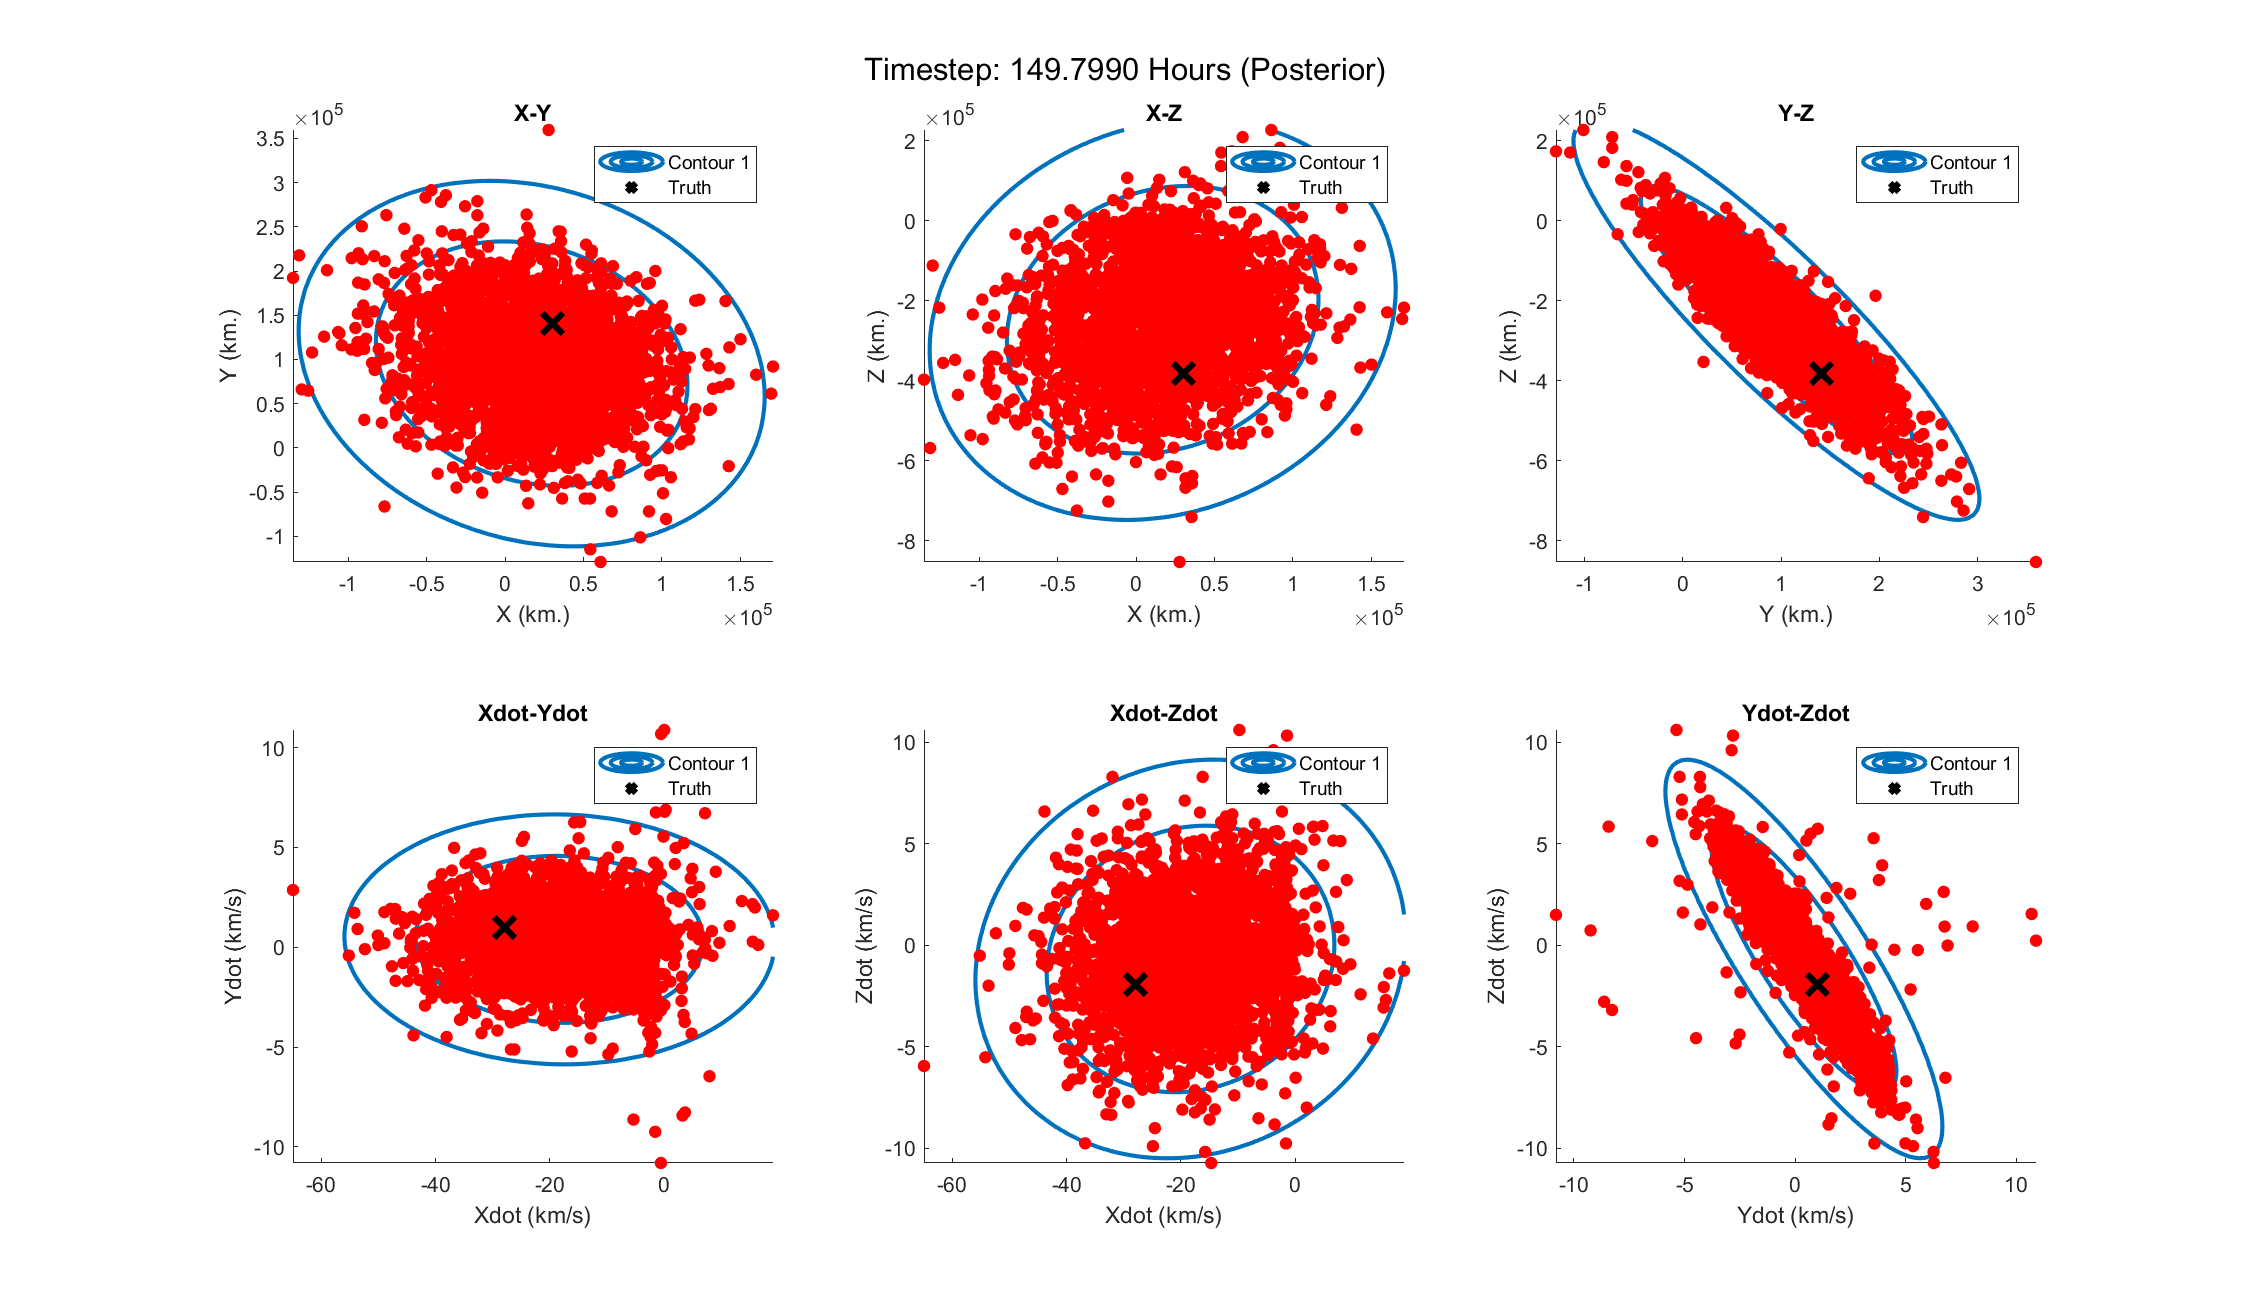 Timestep: 149.7990 Hours (Posterior)
X-Y
×10^5
3.5
3
2.5
2
1.5
1
0.5
0
-0.5
-1
Y (km.)
-1
-0.5
0
0.5
1
1.5
X (km.)
×10^5
Contour 1
Truth
X-Z
×10^5
2
0
-2
-4
-6
-8
Z (km.)
-1
-0.5
0
0.5
1
1.5
X (km.)
×10^5
Contour 1
Truth
Y-Z
×10^5
2
0
-2
-4
-6
-8
Z (km.)
-1
0
1
2
3
Y (km.)
×10^5
Contour 1
Truth
Xdot-Ydot
10
5
0
-5
-10
Ydot (km/s)
-60
-40
-20
0
Xdot (km/s)
Contour 1
Truth
Xdot-Zdot
10
5
0
-5
-10
Zdot (km/s)
-60
-40
-20
0
Xdot (km/s)
Contour 1
Truth
Ydot-Zdot
10
5
0
-5
-10
Zdot (km/s)
-10
-5
0
5
10
Ydot (km/s)
Contour 1
Truth